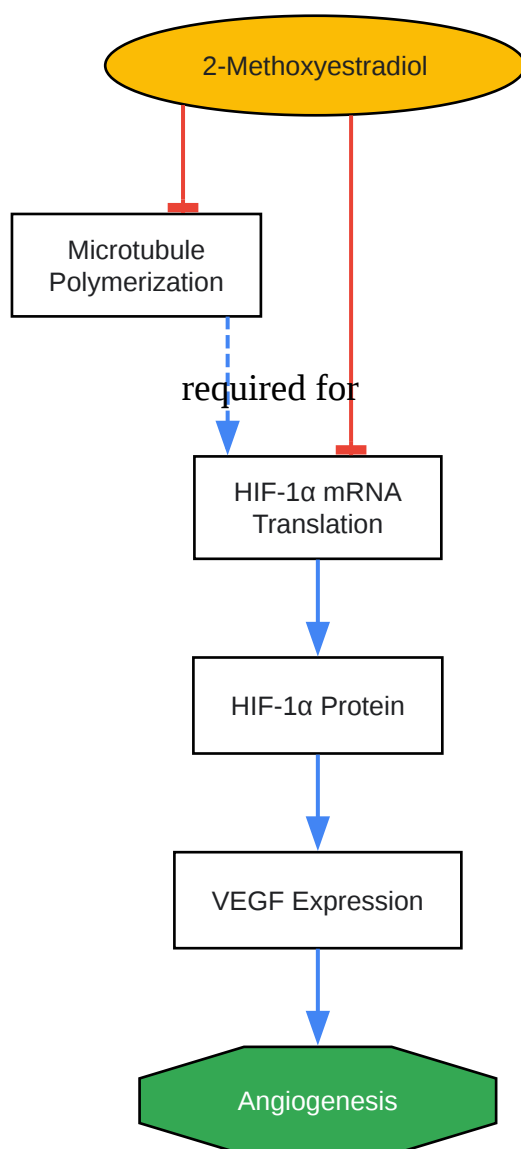 2-Methoxyestradiol
Microtubule
Polymerization
required for
HIF-1α mRNA
Translation
HIF-1α Protein
VEGF Expression
Angiogenesis